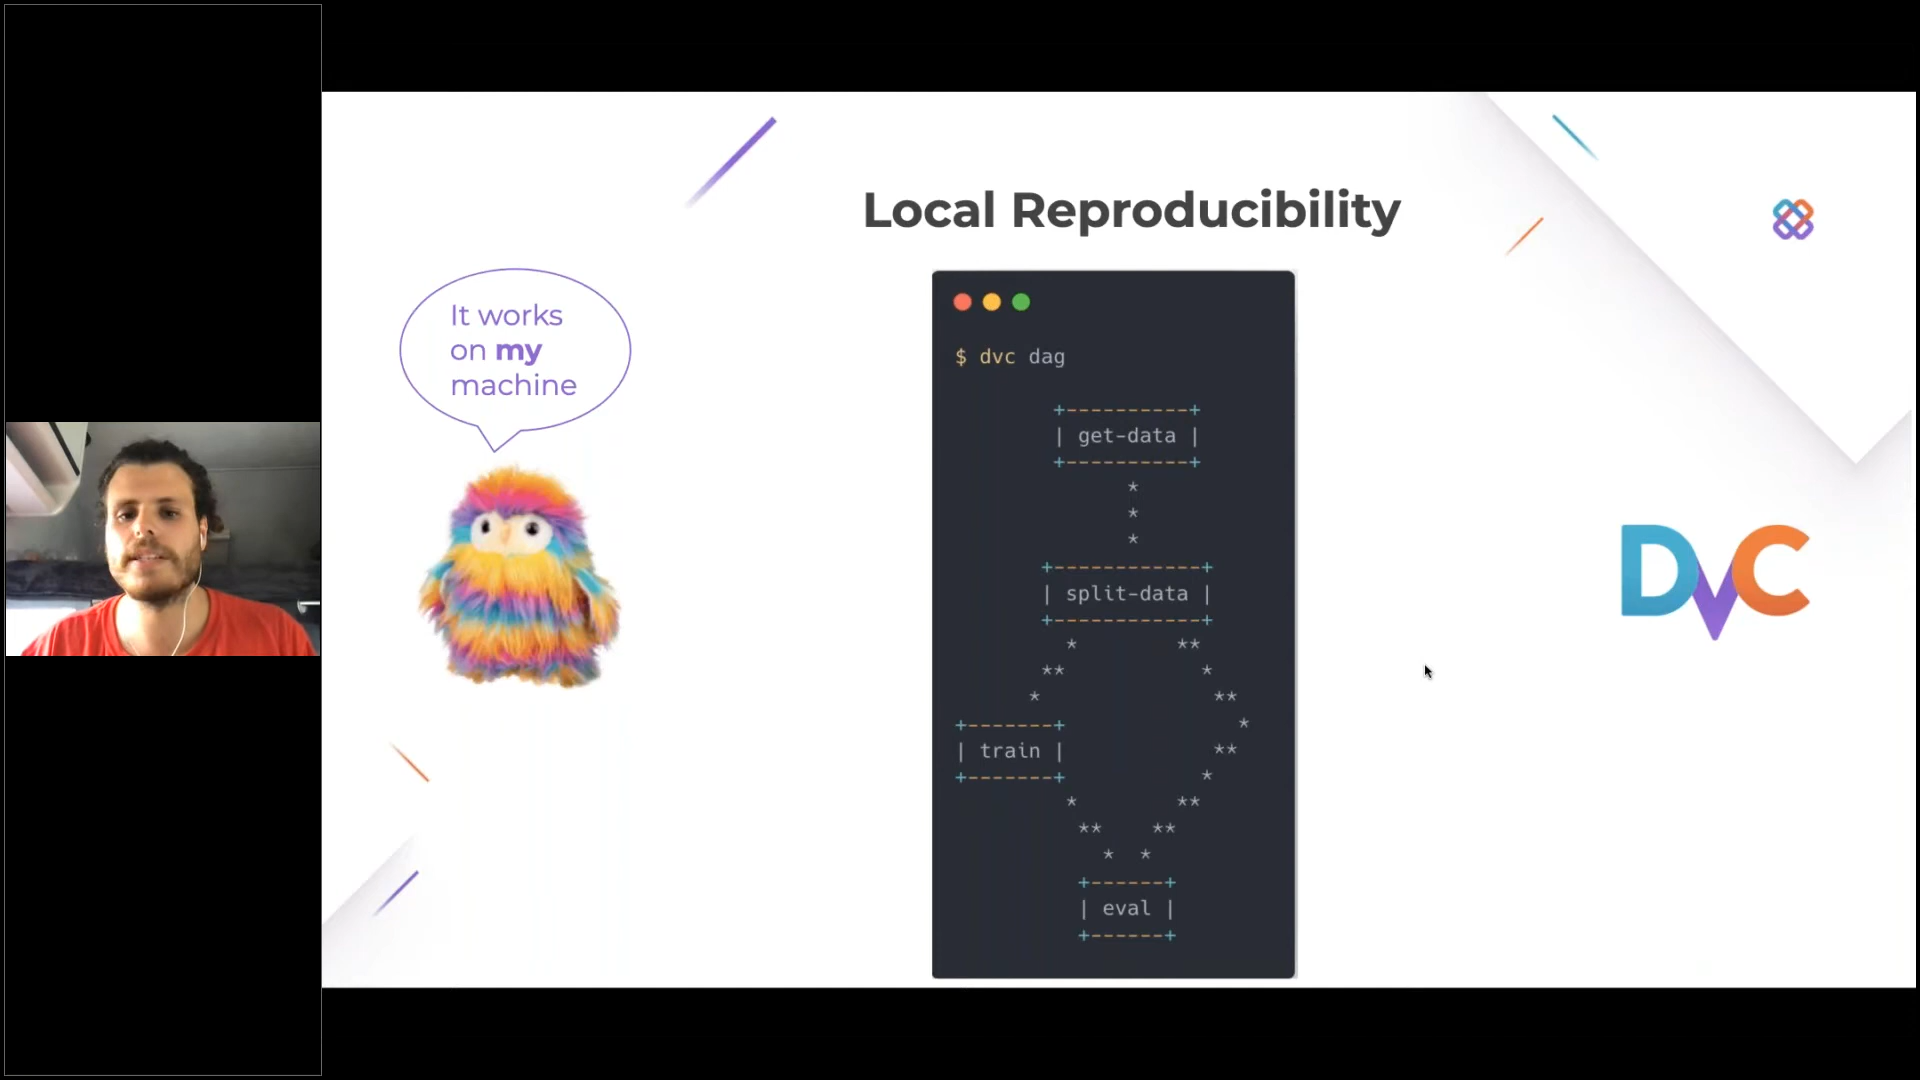 Local Reproducibility
It works
on my
machine
$ dvc dag
+----------+
| get-data |
+----------+
*
*
*
+------------+
| split-data |
+------------+
* **
** *
* **
+-------+ *
| train | **
+-------+ *
* **
** **
* *
+------+
| eval |
+------+
DVC